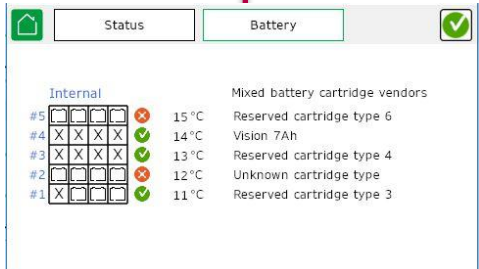 Status Battery
Internal Mixed battery cartridge vendors
#5 15°C Reserved cartridge type 6
#4 X X X X 14°C Vision 7Ah
#3 X X X X 13°C Reserved cartridge type 4
#2 12°C Unknown cartridge type
#1 X 11°C Reserved cartridge type 3